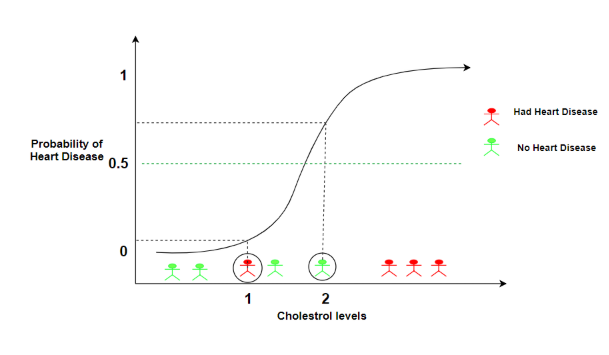 1
Had Heart Disease
Probability of
Heart Disease
0.5
No Heart Disease
0
1
2
Cholestrol levels